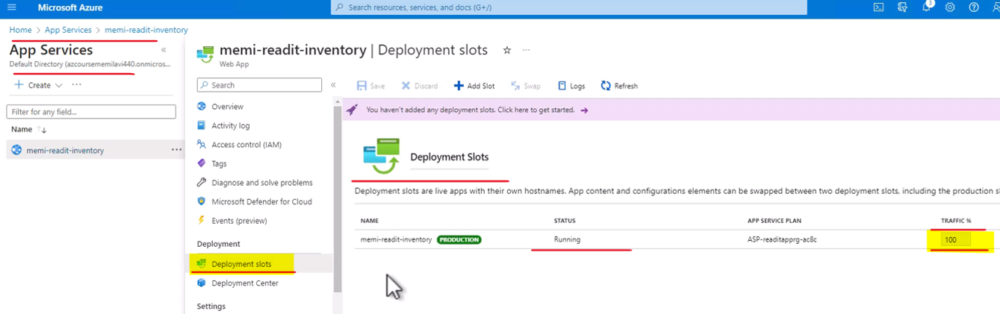 Microsoft Azure
Search resources, services, and docs (G+/)
3
Home > App Services > memi-readit-inventory
App Services
Default Directory (azcoursememilavi440.onmicros...
+ Create ...
Filter for any field...
Name
memi-readit-inventory ...
memi-readit-inventory | Deployment slots ...
Web App
Search
Overview
Activity log
Access control (IAM)
Tags
Diagnose and solve problems
Microsoft Defender for Cloud
Events (preview)
Deployment
Deployment slots
Deployment Center
Settings
Save Discard Add Slot Swap Logs Refresh
You haven't added any deployment slots. Click here to get started.
Deployment Slots
Deployment slots are live apps with their own hostnames. App content and configurations elements can be swapped between two deployment slots, including the production sl
NAME STATUS APP SERVICE PLAN TRAFFIC %
memi-readit-inventory PRODUCTION Running ASP-readitapprg-ac8c 100